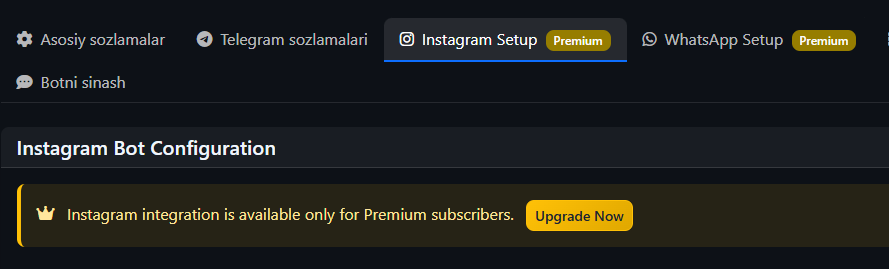 Asosiy sozlamalar Telegram sozlamalari Instagram Setup Premium WhatsApp Setup Premium
Botni sinash
Instagram Bot Configuration
Instagram integration is available only for Premium subscribers. Upgrade Now